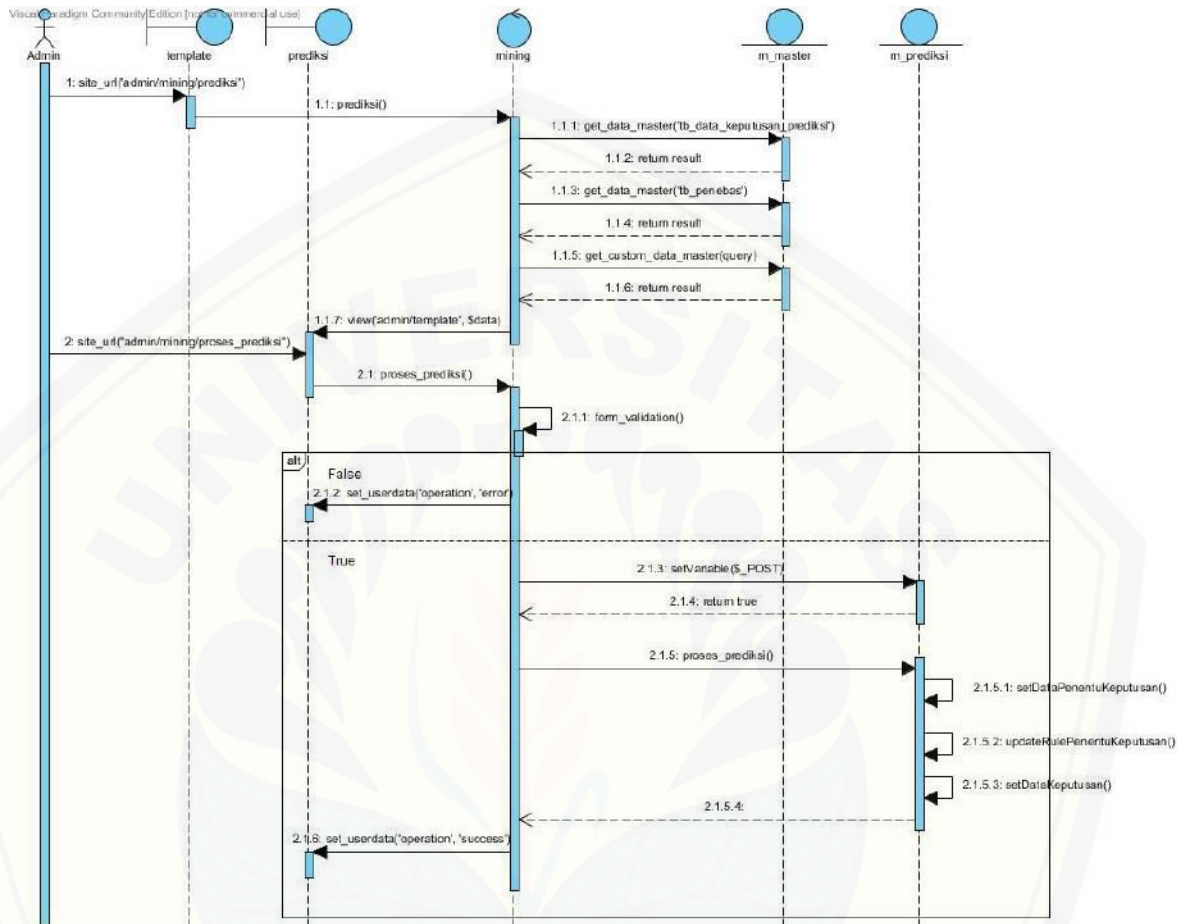 Visual Paradigm Community Edition [not for commercial use]
Admin
template
prediksi
mining
m_master
m_prediksi
1: site_url("admin/mining/prediksi")
1.1: prediksi()
1.1.1: get_data_master("tb_data_keputusan_prediksi")
1.1.2: return result
1.1.3: get_data_master('tb_penebas')
1.1.4: return result
1.1.5: get_custom_data_master(query)
1.1.6: return result
1.1.7: view('admin/template', $data)
2: site_url("admin/mining/proses_prediksi")
2.1: proses_prediksi()
2.1.1: form_validation()
alt
False
2.1.2: set_userdata('operation', 'error')
True
2.1.3: setVariable($_POST)
2.1.4: return true
2.1.5: proses_prediksi()
2.1.5.1: setDataPenentuKeputusan()
2.1.5.2: updateRulePenentuKeputusan()
2.1.5.3: setDataKeputusan()
2.1.5.4:
2.1.6: set_userdata('operation', 'success')
UNIVERSITAS